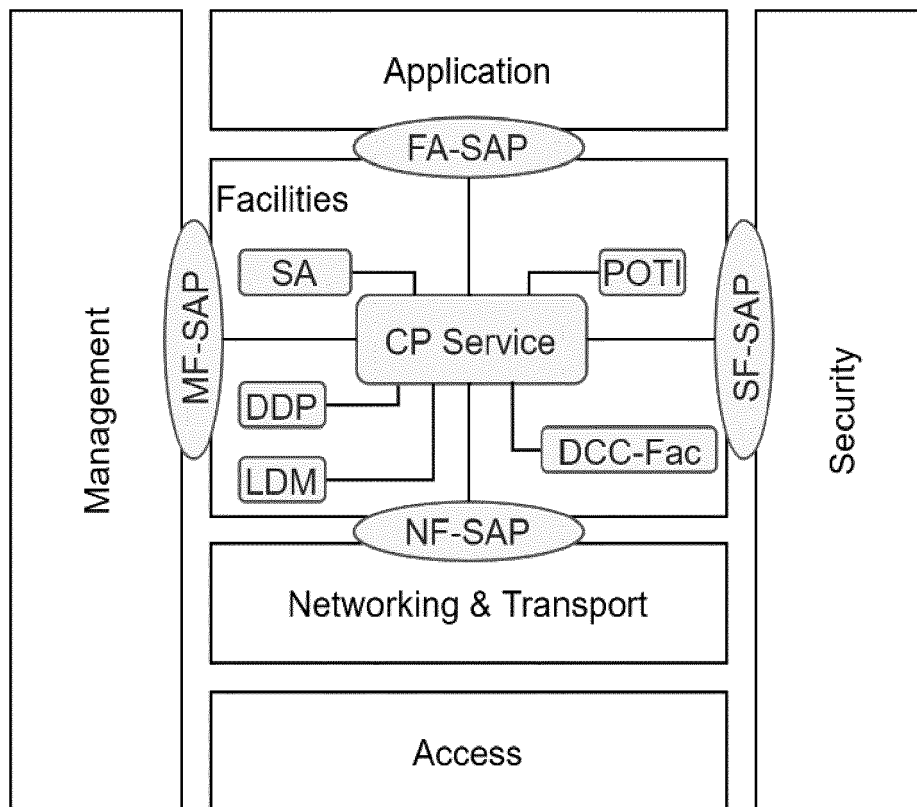 Application
FA-SAP
Facilities
SA
POTI
MF-SAP
CP Service
SF-SAP
Management
DDP
DCC-Fac
Security
LDM
NF-SAP
Networking & Transport
Access